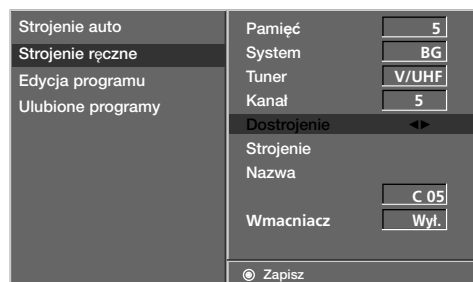 Strojenie auto
Strojenie ręczne
Edycja programu
Ulubione programy
Pamięć 5
System BG
Tuner V/UHF
Kanał 5
Dostrojenie ◀▶
Strojenie
Nazwa
C 05
Wmacniacz Wył.
◉ Zapisz